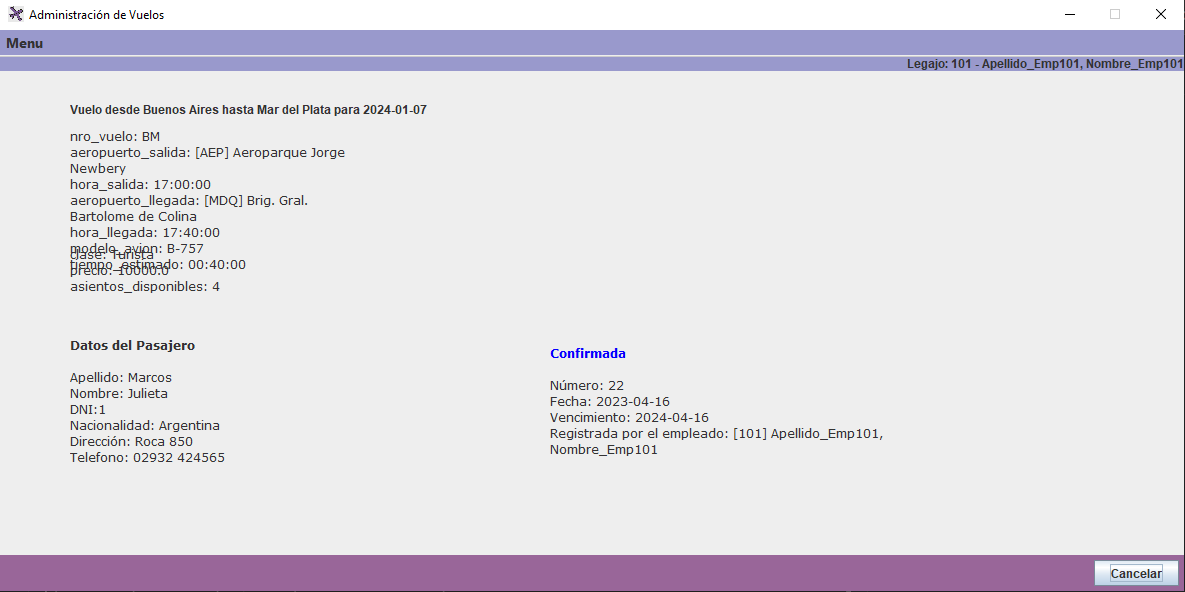 Administración de Vuelos
Menu
Legajo: 101 - Apellido_Emp101, Nombre_Emp101
Vuelo desde Buenos Aires hasta Mar del Plata para 2024-01-07
nro_vuelo: BM
aeropuerto_salida: [AEP] Aeroparque Jorge
Newbery
hora_salida: 17:00:00
aeropuerto_llegada: [MDQ] Brig. Gral.
Bartolome de Colina
hora_llegada: 17:40:00
modelo_avion: B-757
clase: Turista
tiempo_estimado: 00:40:00
precio: 10000.0
asientos_disponibles: 4
Datos del Pasajero
Apellido: Marcos
Nombre: Julieta
DNI:1
Nacionalidad: Argentina
Dirección: Roca 850
Telefono: 02932 424565
Confirmada
Número: 22
Fecha: 2023-04-16
Vencimiento: 2024-04-16
Registrada por el empleado: [101] Apellido_Emp101,
Nombre_Emp101
Cancelar